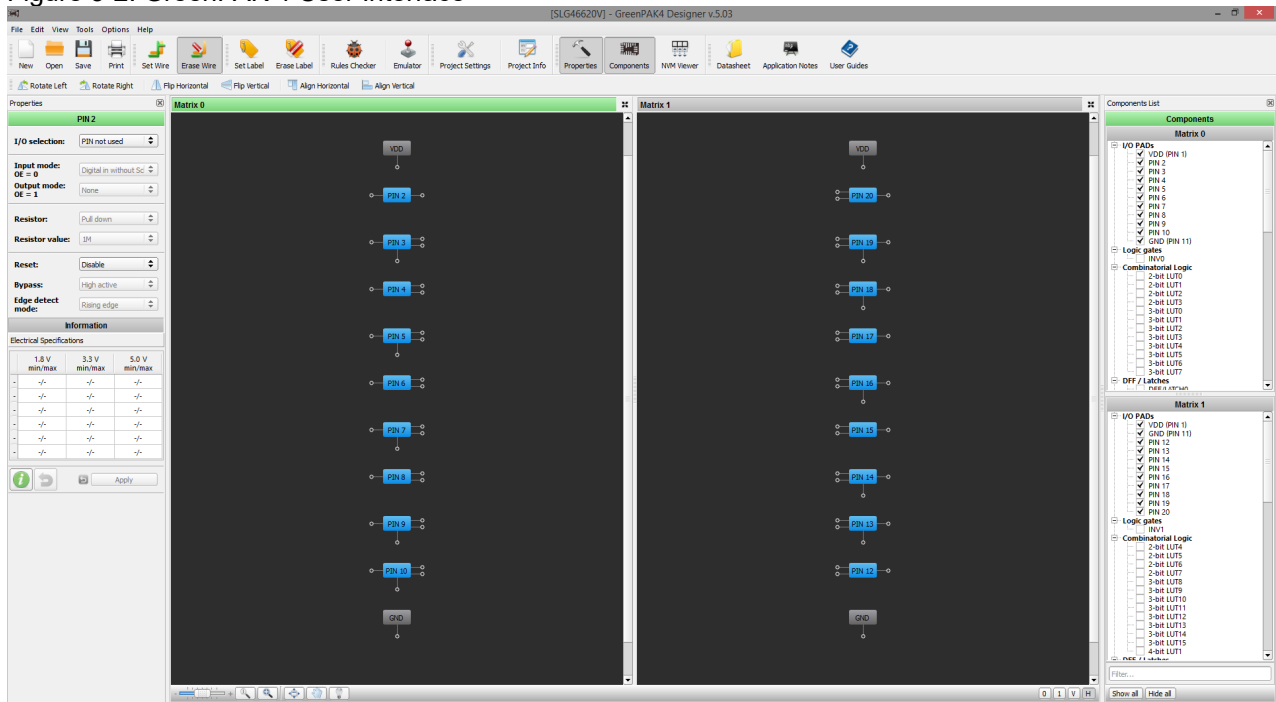 [SLG46620V] - GreenPAK4 Designer v.5.03
File Edit View Tools Options Help
New Open Save Print Set Wire Erase Wire Set Label Erase Label Rules Checker Emulator Project Settings Project Info Properties Components NVM Viewer Datasheet Application Notes User Guides
Rotate Left Rotate Right Flip Horizontal Flip Vertical Align Horizontal Align Vertical
Properties
PIN 2
I/O selection: PIN not used
Input mode:
OE = 0
Digital in without Sc
Output mode:
OE = 1
None
Resistor: Pull down
Resistor value: 1M
Reset: Disable
Bypass: High active
Edge detect
mode:
Rising edge
Information
Electrical Specifications
1.8 V 3.3 V 5.0 V
min/max min/max min/max
- -/- -/- -/-
- -/- -/- -/-
- -/- -/- -/-
- -/- -/- -/-
- -/- -/- -/-
Apply
Matrix 0
VDD
PIN 2
PIN 3
PIN 4
PIN 5
PIN 6
PIN 7
PIN 8
PIN 9
PIN 10
GND
Matrix 1
VDD
PIN 20
PIN 19
PIN 18
PIN 17
PIN 16
PIN 15
PIN 14
PIN 13
PIN 12
GND
0 1 V H
Components List
Components
Matrix 0
I/O PADs
VDD (PIN 1)
PIN 2
PIN 3
PIN 4
PIN 5
PIN 6
PIN 7
PIN 8
PIN 9
PIN 10
GND (PIN 11)
Logic gates
INV0
Combinatorial Logic
2-bit LUT0
2-bit LUT1
2-bit LUT2
2-bit LUT3
3-bit LUT0
3-bit LUT1
3-bit LUT2
3-bit LUT3
3-bit LUT4
3-bit LUT5
3-bit LUT6
3-bit LUT7
DFF / Latches
Matrix 1
I/O PADs
VDD (PIN 1)
GND (PIN 11)
PIN 12
PIN 13
PIN 14
PIN 15
PIN 16
PIN 17
PIN 18
PIN 19
PIN 20
Logic gates
INV1
Combinatorial Logic
2-bit LUT4
2-bit LUT5
2-bit LUT6
2-bit LUT7
3-bit LUT8
3-bit LUT9
3-bit LUT10
3-bit LUT11
3-bit LUT12
3-bit LUT13
3-bit LUT14
3-bit LUT15
4-bit LUT1
DFF / Latches
Filter...
Show all Hide all